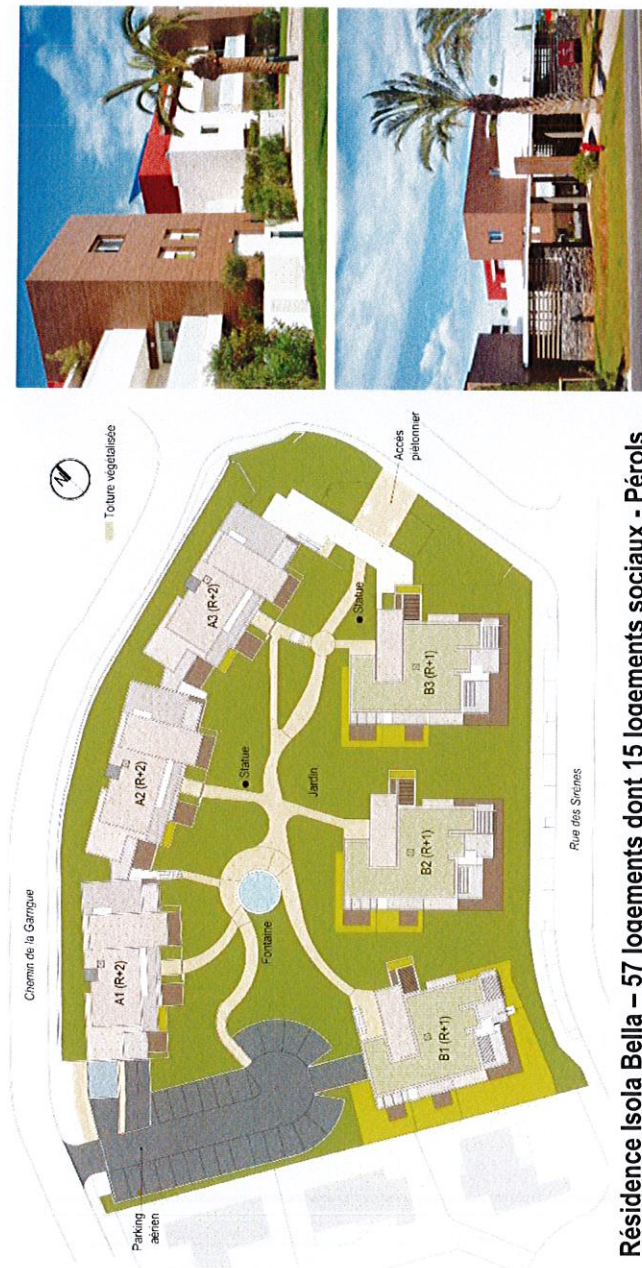 Chemin de la Garrigue
Toiture végétalisée
A1 (R+2)
A2 (R+2)
A3 (R+2)
Parking
aérien
Fontaine
Statue
Jardin
Statue
Accès
piétonnier
B1 (R+1)
B2 (R+1)
B3 (R+1)
Rue des Sirènes
Résidence Isola Bella – 57 logements dont 15 logements sociaux - Pérols